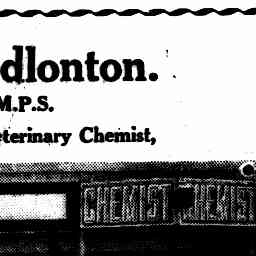 dlonton.
M.P.S.
eterinary Chemist,
CHEMIST CHEMIST